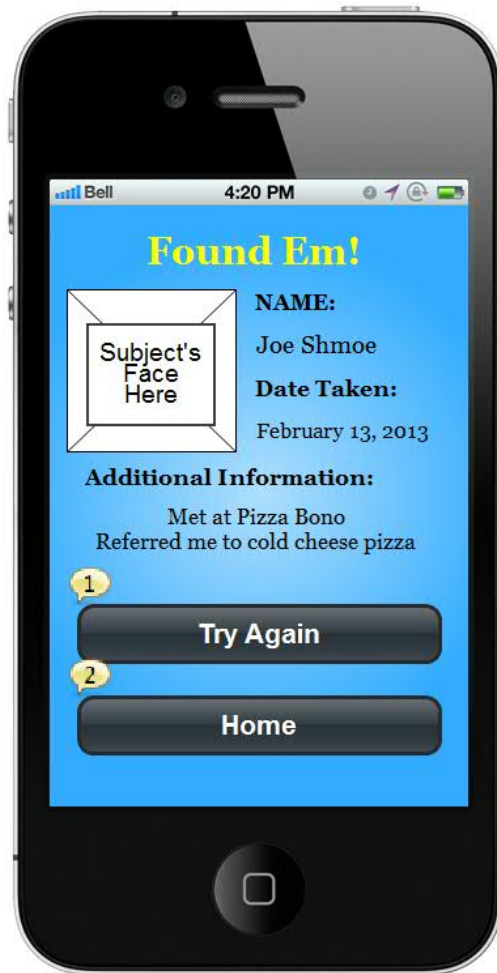 Bell 4:20 PM
Found Em!
Subject's
Face
Here
NAME:
Joe Shmoe
Date Taken:
February 13, 2013
Additional Information:
Met at Pizza Bono
Referred me to cold cheese pizza
1
Try Again
2
Home